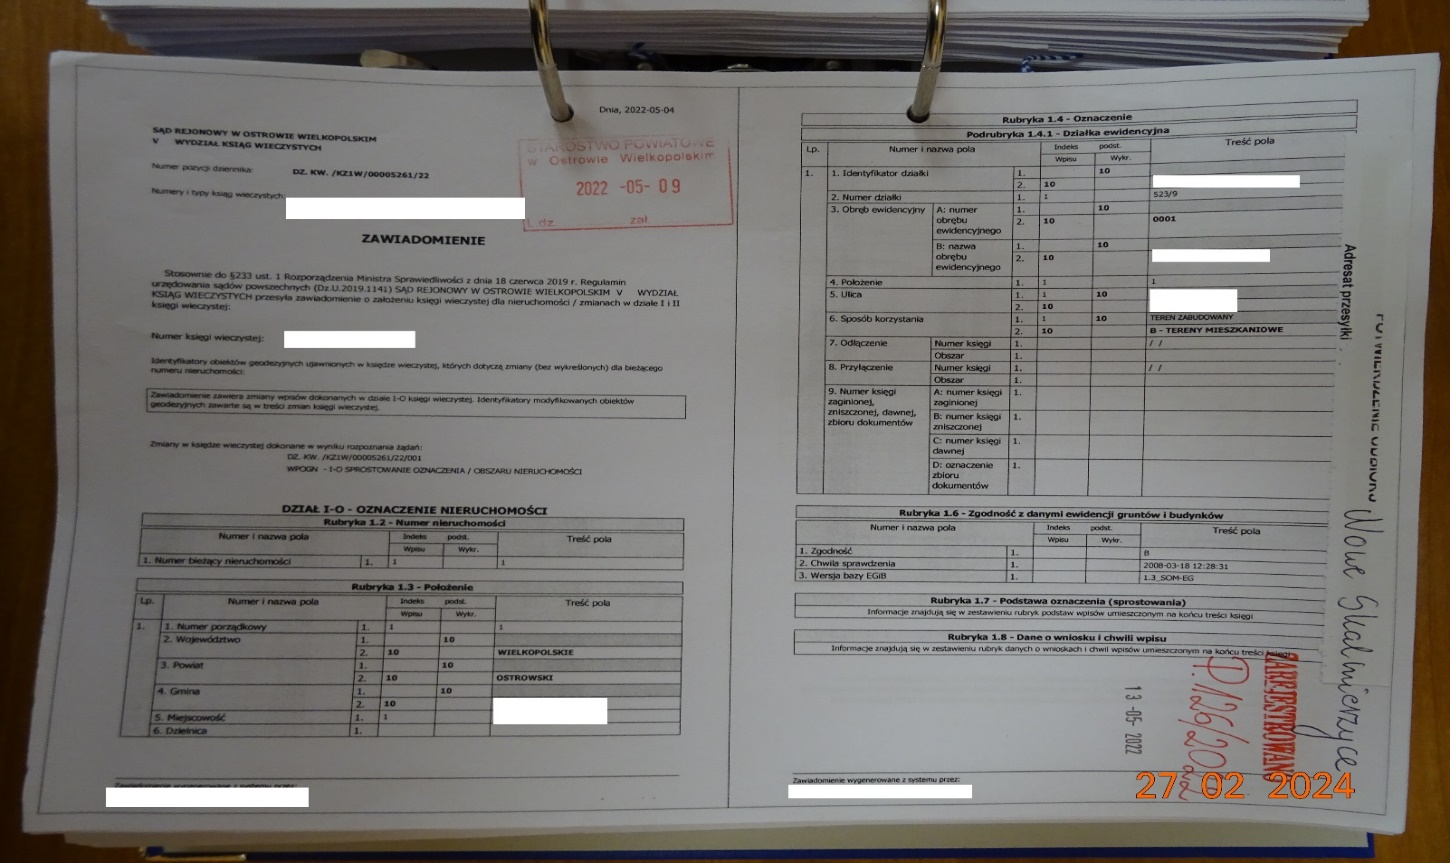 Dnia, 2022-05-04
SĄD REJONOWY W OSTROWIE WIELKOPOLSKIM
V WYDZIAŁ KSIĄG WIECZYSTYCH
Numer pozycji dziennika: DZ. KW. /KZ1W/00005261/22
Numery i typy ksiąg wieczystych:
STAROSTWO POWIATOWE
w Ostrowie Wielkopolskim
2022 -05- 09
L.dz. zał.
ZAWIADOMIENIE
Stosownie do §233 ust. 1 Rozporządzenia Ministra Sprawiedliwości z dnia 18 czerwca 2019 r. Regulamin
urzędowania sądów powszechnych (Dz.U.2019.1141) SĄD REJONOWY W OSTROWIE WIELKOPOLSKIM V WYDZIAŁ
KSIĄG WIECZYSTYCH przesyła zawiadomienie o założeniu księgi wieczystej dla nieruchomości / zmianach w dziale I i II
księgi wieczystej:
Numer księgi wieczystej:
Identyfikatory obiektów geodezyjnych ujawnionych w księdze wieczystej, których dotyczą zmiany (bez wykreślonych) dla bieżącego
numeru nieruchomości:
Zawiadomienie zawiera zmiany wpisów dokonanych w dziale I-O księgi wieczystej. Identyfikatory modyfikowanych obiektów
geodezyjnych zawarte są w treści zmian księgi wieczystej.
Zmiany w księdze wieczystej dokonane w wyniku rozpoznania żądań:
DZ. KW. /KZ1W/00005261/22/001
WPOGN - I-O SPROSTOWANIE OZNACZENIA / OBSZARU NIERUCHOMOŚCI
DZIAŁ I-O - OZNACZENIE NIERUCHOMOŚCI
Rubryka 1.2 - Numer nieruchomości
Numer i nazwa pola Indeks podst. Treść pola
Wpisu Wykr.
1. Numer bieżący nieruchomości 1. 1 1
Rubryka 1.3 - Położenie
Lp. Numer i nazwa pola Indeks podst. Treść pola
Wpisu Wykr.
1. 1. Numer porządkowy 1. 1 1
2. Województwo 1. 10
2. 10 WIELKOPOLSKIE
3. Powiat 1. 10
2. 10 OSTROWSKI
4. Gmina 1. 10
2. 10
5. Miejscowość 1. 1
6. Dzielnica 1.
Zawiadomienie wygenerowane z systemu przez:
Rubryka 1.4 - Oznaczenie
Podrubryka 1.4.1 - Działka ewidencyjna
Lp. Numer i nazwa pola Indeks podst. Treść pola
Wpisu Wykr.
1. 1. Identyfikator działki 1. 10
2. 10
2. Numer działki 1. 1 523/9
3. Obręb ewidencyjny A: numer obrębu ewidencyjnego 1. 10
2. 10 0001
B: nazwa obrębu ewidencyjnego 1. 10
2. 10
4. Położenie 1. 1 1
5. Ulica 1. 1 10
2. 10
6. Sposób korzystania 1. 1 10 TEREN ZABUDOWANY
2. 10 B - TERENY MIESZKANIOWE
7. Odłączenie Numer księgi 1. / /
Obszar 1.
8. Przyłączenie Numer księgi 1. / /
Obszar 1.
9. Numer księgi zaginionej, zniszczonej, dawnej, zbioru dokumentów A: numer księgi zaginionej 1.
B: numer księgi zniszczonej 1.
C: numer księgi dawnej 1.
D: oznaczenie zbioru dokumentów 1.
Rubryka 1.6 - Zgodność z danymi ewidencji gruntów i budynków
Numer i nazwa pola Indeks podst. Treść pola
Wpisu Wykr.
1. Zgodność 1. B
2. Chwila sprawdzenia 1. 2008-03-18 12:28:31
3. Wersja bazy EGiB 1. 1.3_SOM-EG
Rubryka 1.7 - Podstawa oznaczenia (sprostowania)
Informacje znajdują się w zestawieniu rubryk podstaw wpisów umieszczonym na końcu treści księgi
Rubryka 1.8 - Dane o wniosku i chwili wpisu
Informacje znajdują się w zestawieniu rubryk danych o wnioskach i chwil wpisów umieszczonym na końcu treści księgi
Zawiadomienie wygenerowane z systemu przez:
Adresat przesyłki
Nowe Skalmierzyce
ZAREJESTROWANO
13 -05- 2022
27 02 2024